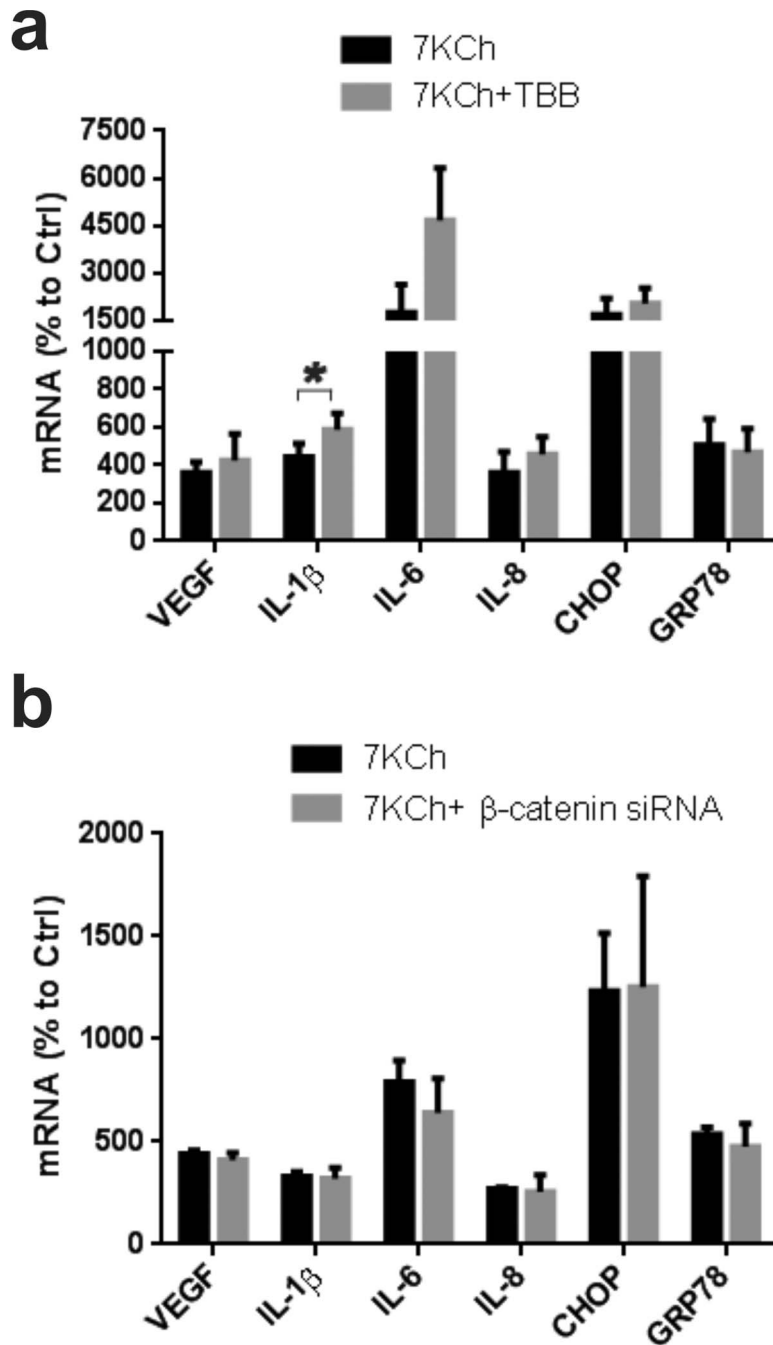 a
7KCh
7KCh+TBB
mRNA (% to Ctrl)
7500
6000
4500
3000
1500
1000
800
600
400
200
0
*
VEGF
IL-1β
IL-6
IL-8
CHOP
GRP78
b
7KCh
7KCh+ β-catenin siRNA
mRNA (% to Ctrl)
2000
1500
1000
500
0
VEGF
IL-1β
IL-6
IL-8
CHOP
GRP78